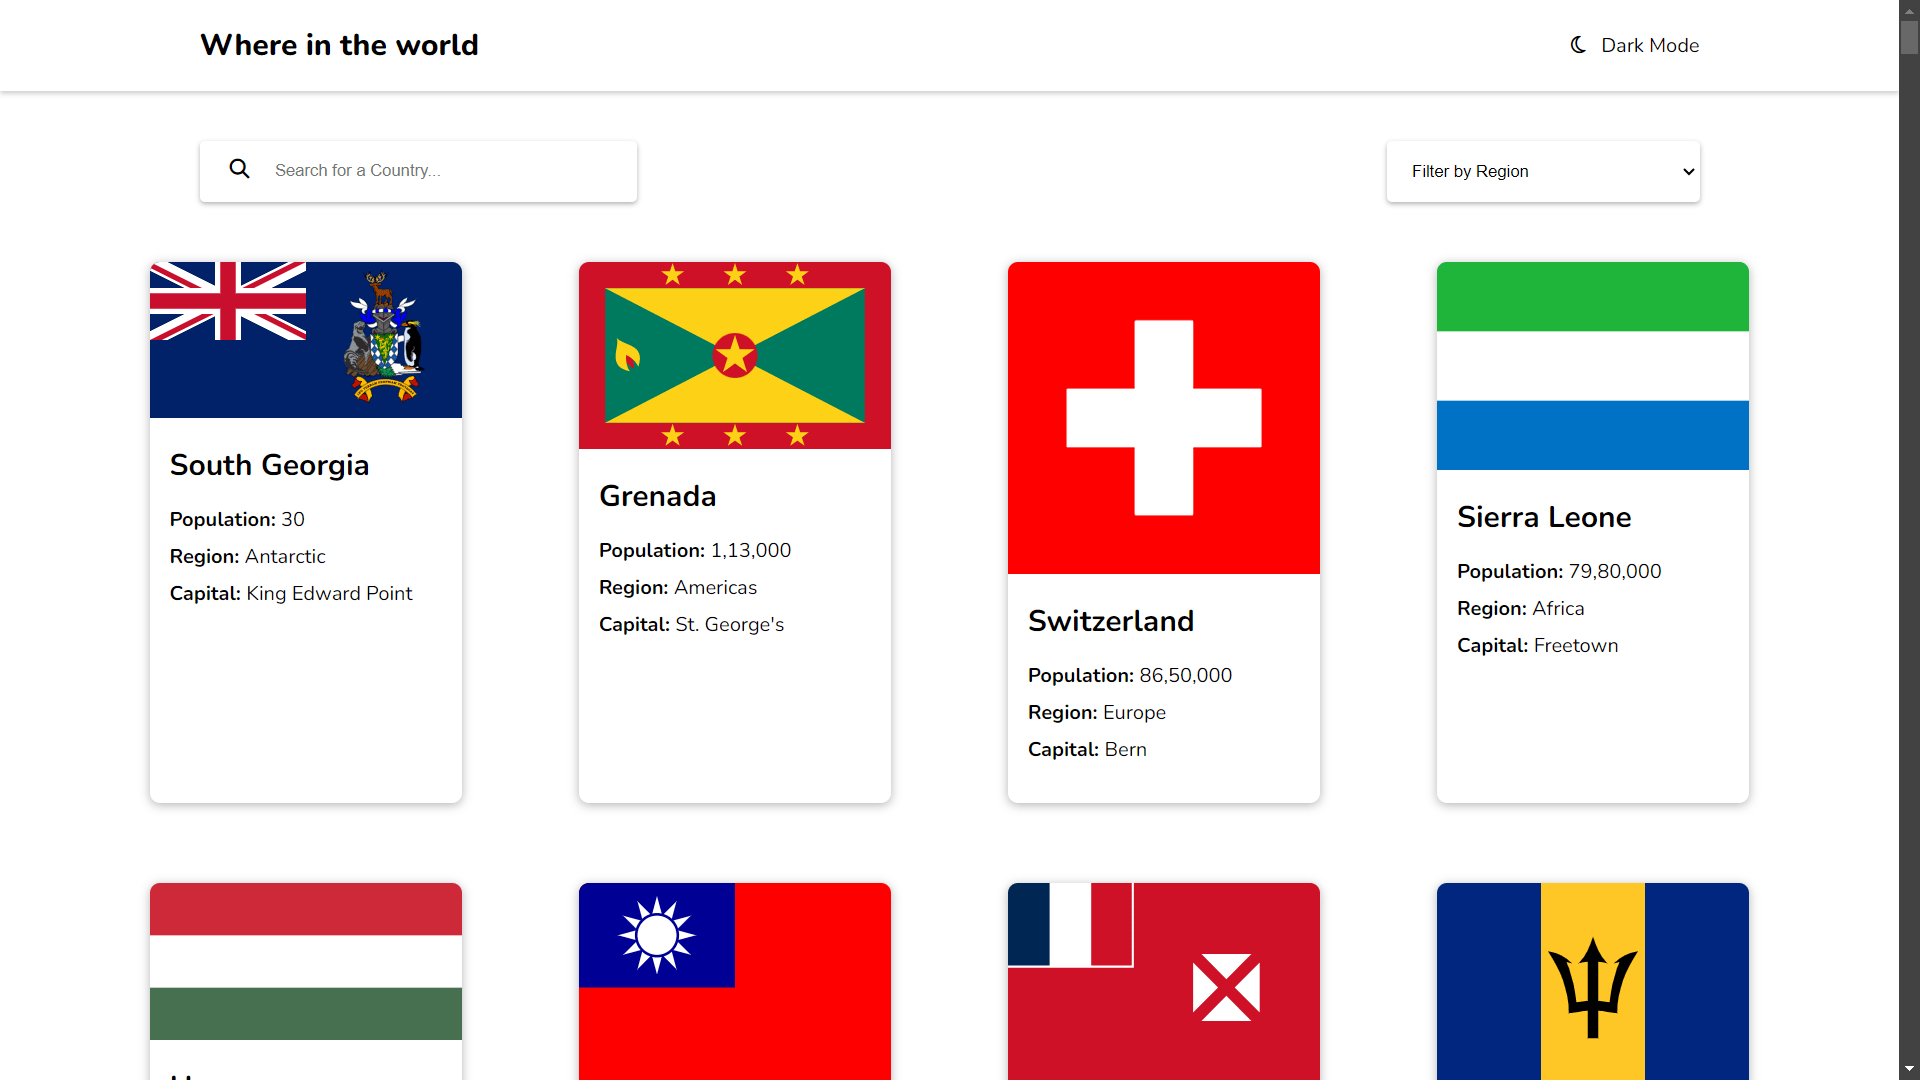 Where in the world
Dark Mode
Search for a Country...
Filter by Region
South Georgia
Population: 30
Region: Antarctic
Capital: King Edward Point
Grenada
Population: 1,13,000
Region: Americas
Capital: St. George's
Switzerland
Population: 86,50,000
Region: Europe
Capital: Bern
Sierra Leone
Population: 79,80,000
Region: Africa
Capital: Freetown